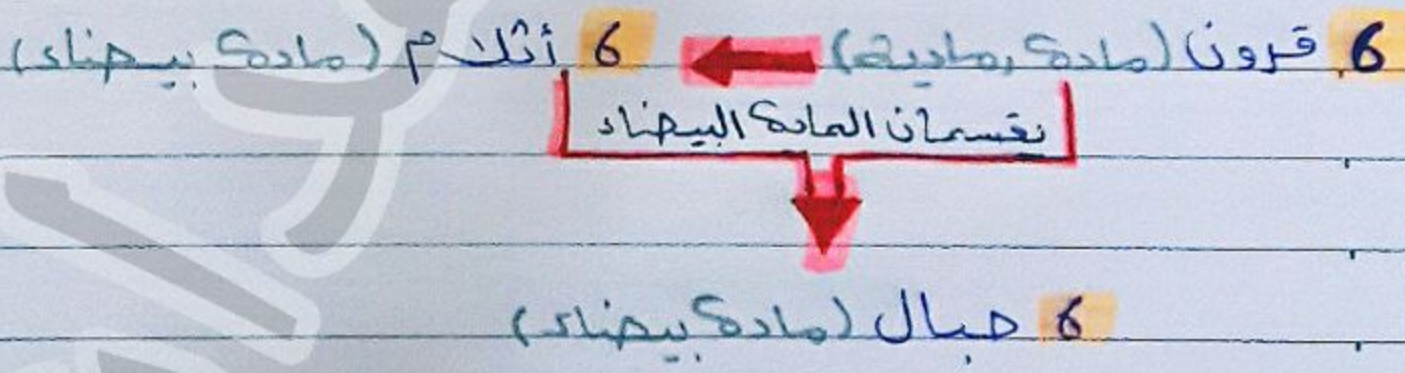 6 قرون (مادة رمادية) ← 6 أثلام (مادة بيضاء)
تقسمان المادة البيضاء
6 حبال (مادة بيضاء)